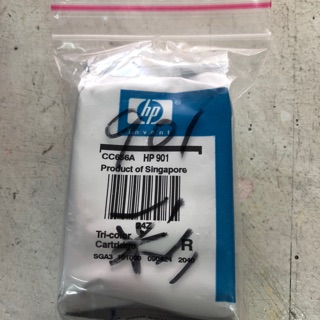 hp
invent
901
CC656A HP 901
Product of Singapore
Tri-color
Cartridge
R